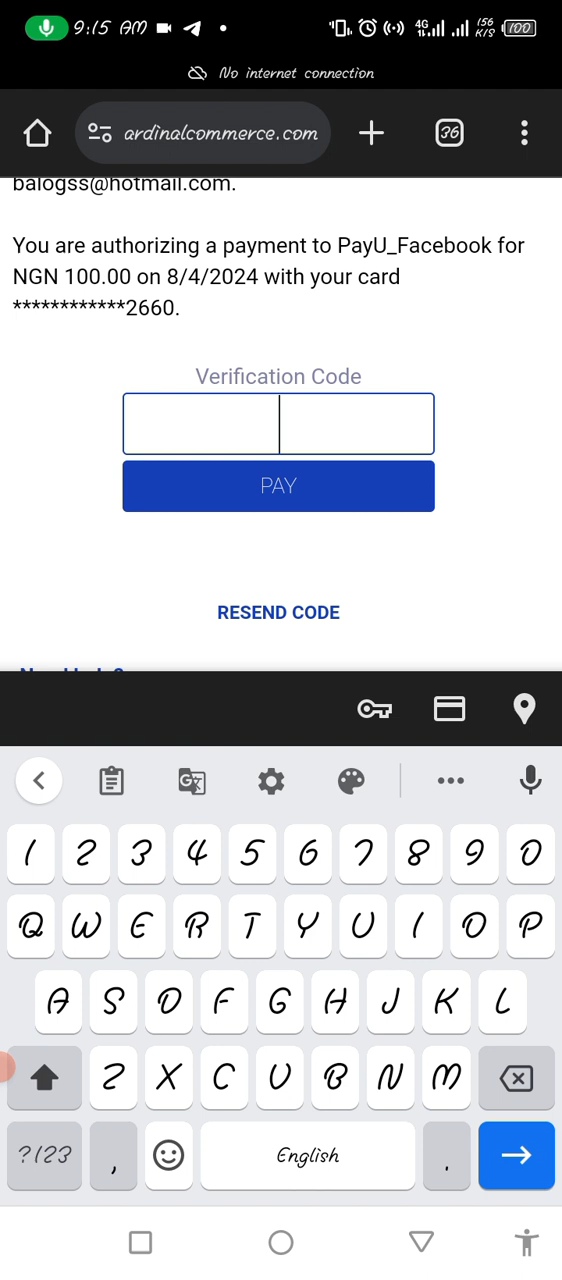 9:15 AM
4G
156
K/S
100
No internet connection
ardinalcommerce.com
36
balogss@hotmail.com.
You are authorizing a payment to PayU_Facebook for
NGN 100.00 on 8/4/2024 with your card
************2660.
Verification Code
PAY
RESEND CODE
1 2 3 4 5 6 7 8 9 0
Q W E R T Y U I O P
A S D F G H J K L
Z X C V B N M
?123 , English .